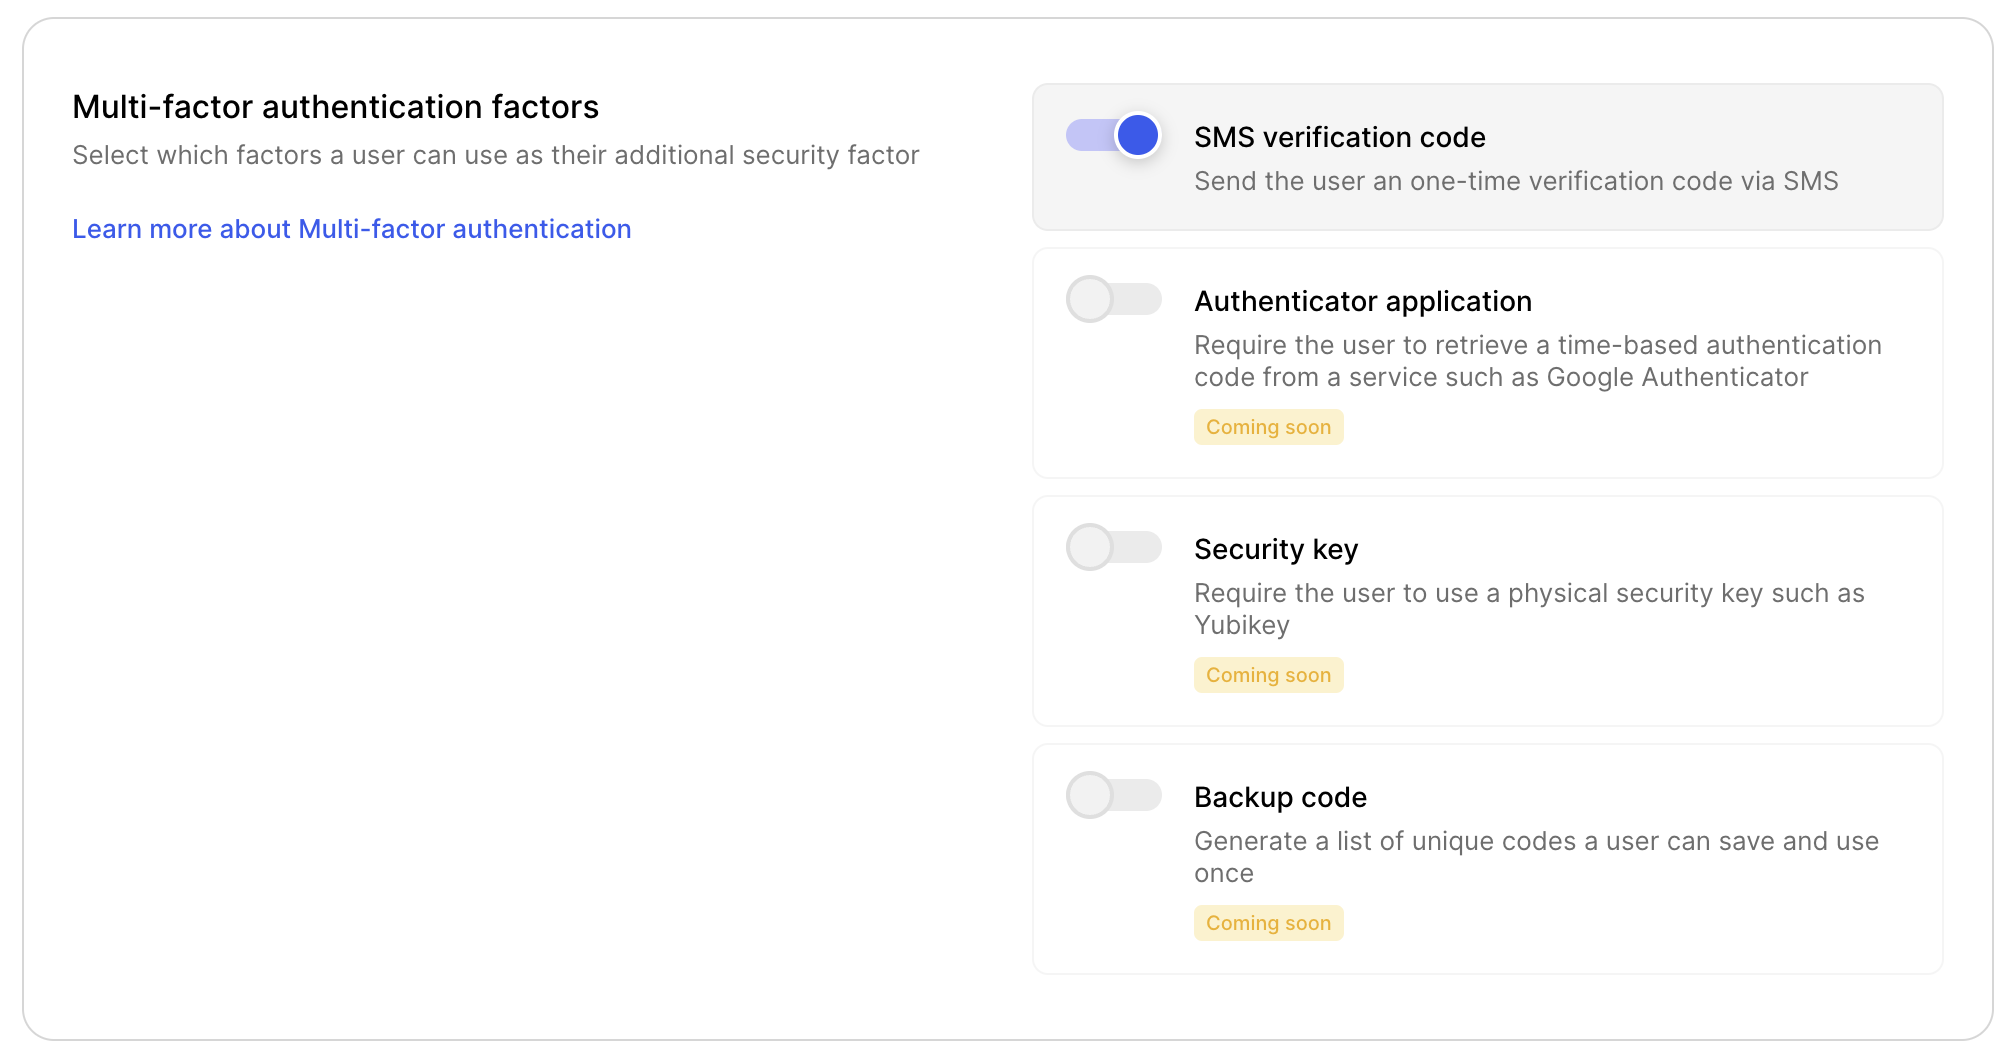 Multi-factor authentication factors
Select which factors a user can use as their additional security factor
Learn more about Multi-factor authentication
SMS verification code
Send the user an one-time verification code via SMS
Authenticator application
Require the user to retrieve a time-based authentication
code from a service such as Google Authenticator
Coming soon
Security key
Require the user to use a physical security key such as
Yubikey
Coming soon
Backup code
Generate a list of unique codes a user can save and use
once
Coming soon